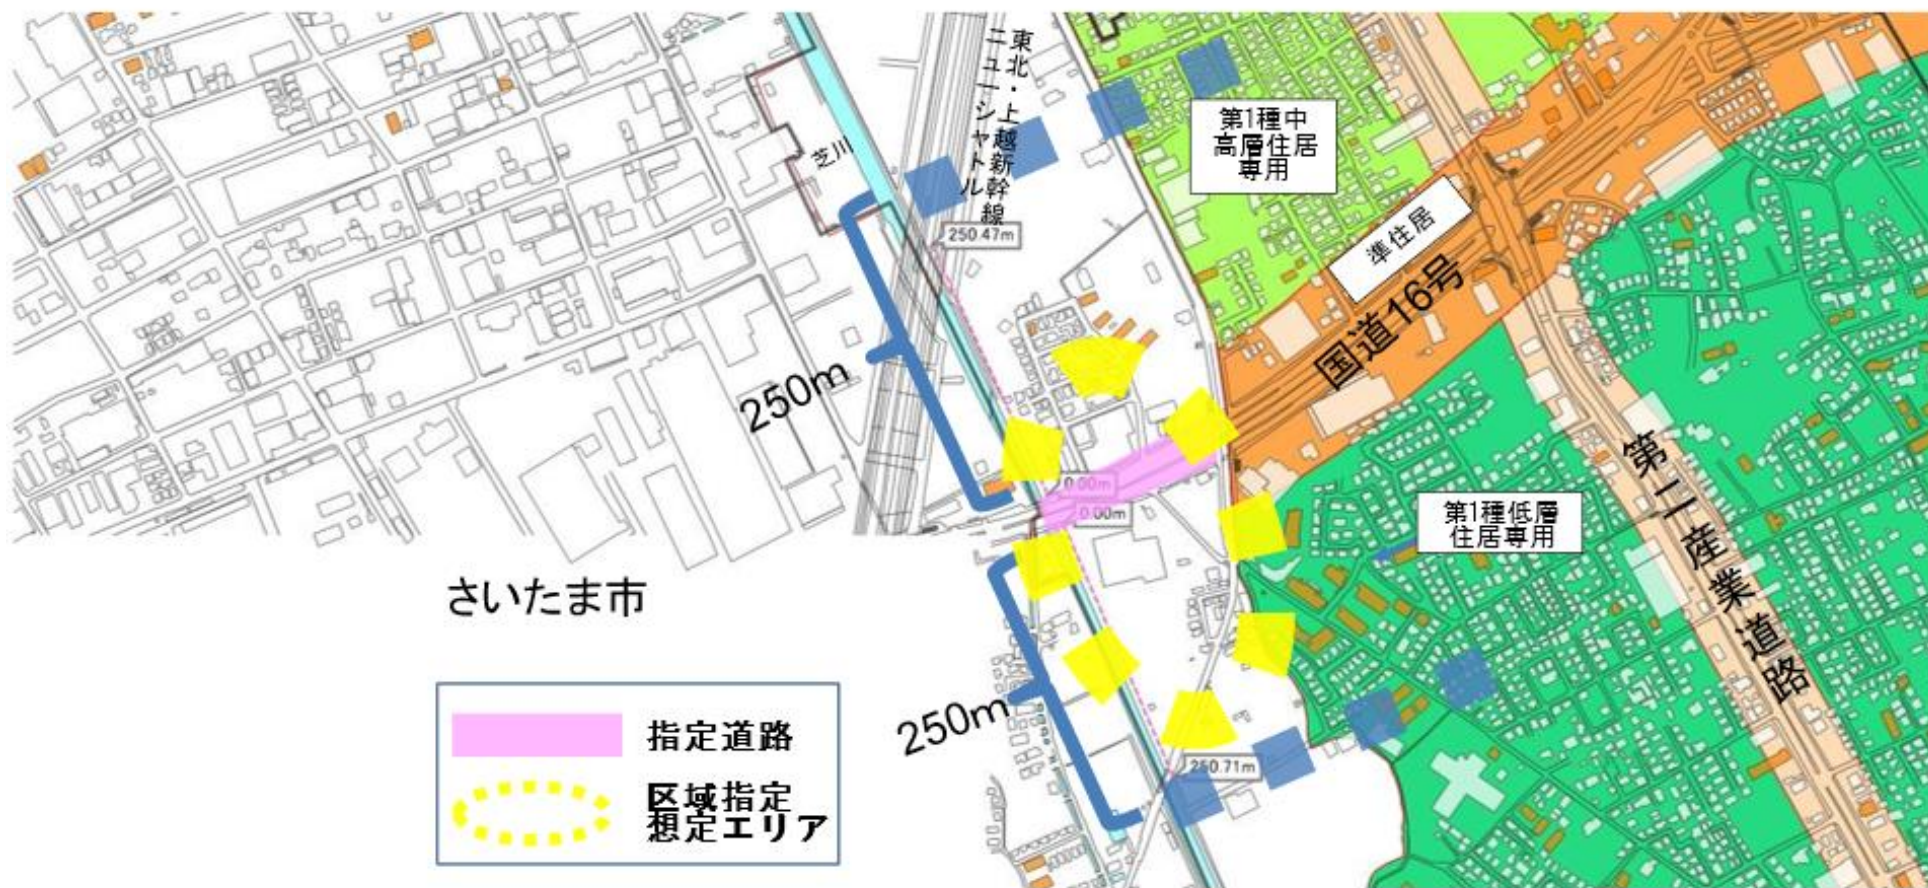 東北・上越新幹線
ニューシャトル
芝川
第1種中
高層住居
専用
準住居
国道16号
250.47m
250m
0.00m
0.00m
第1種低層
住居専用
第二産業道路
さいたま市
250m
250.71m
指定道路
区域指定
想定エリア